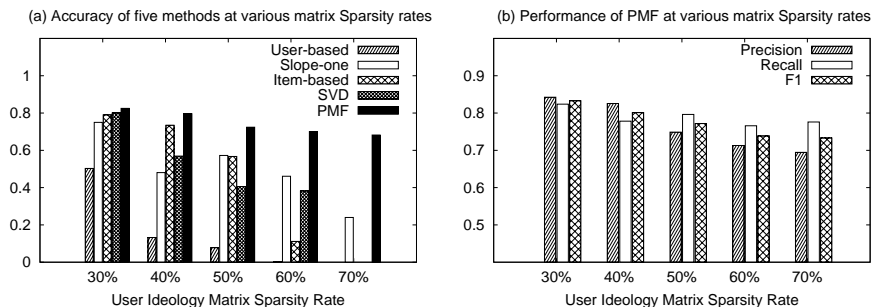 (a) Accuracy of five methods at various matrix Sparsity rates
User-based
Slope-one
Item-based
SVD
PMF
1
0.8
0.6
0.4
0.2
0
30% 40% 50% 60% 70%
User Ideology Matrix Sparsity Rate
(b) Performance of PMF at various matrix Sparsity rates
Precision
Recall
F1
0.9
0.8
0.7
0.6
0.5
30% 40% 50% 60% 70%
User Ideology Matrix Sparsity Rate